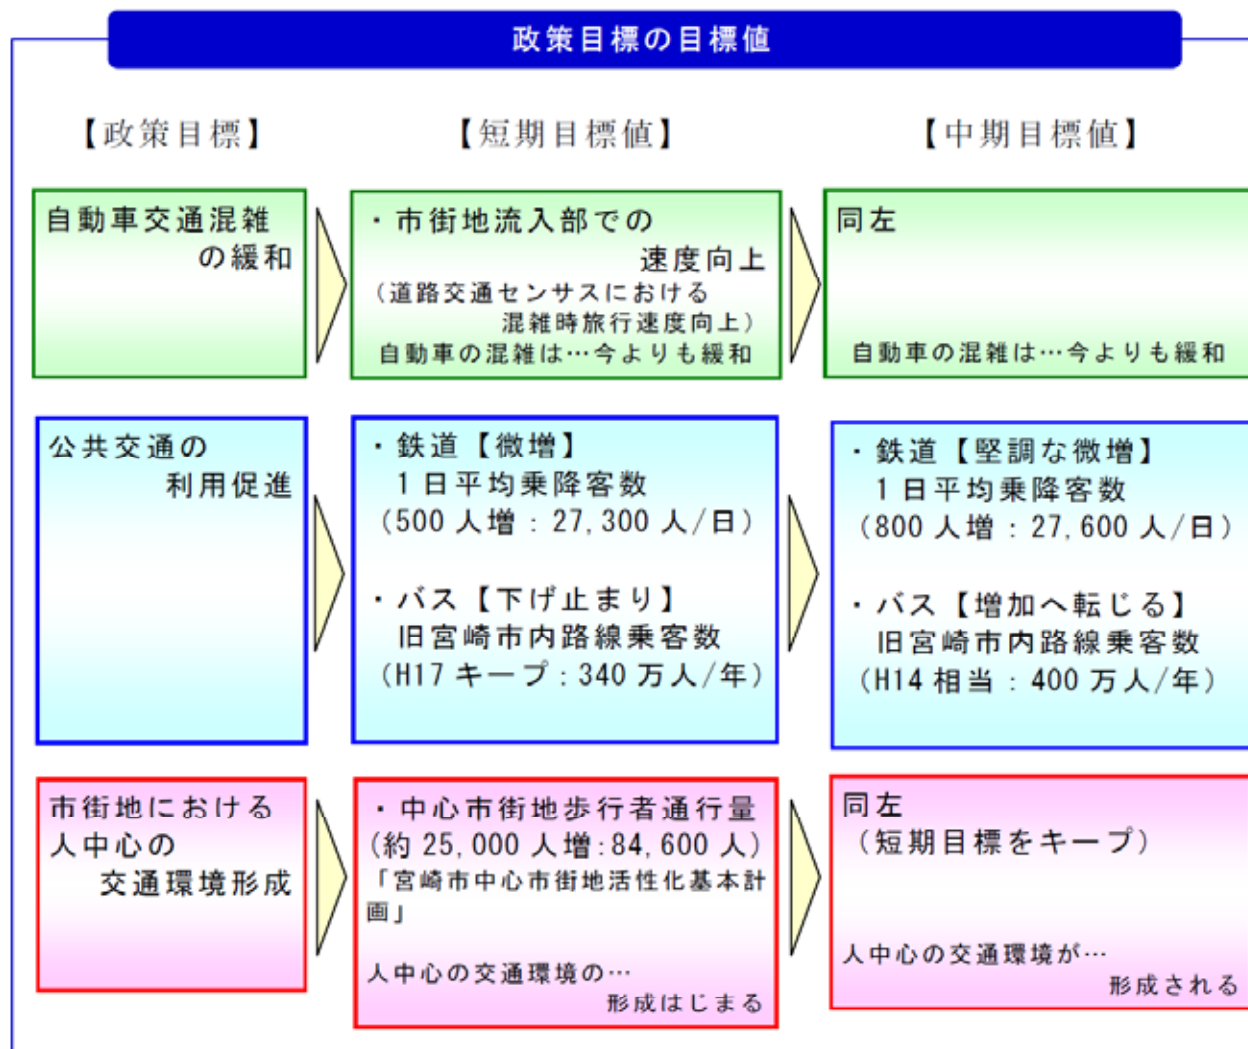 政策目標の目標値
【政策目標】
【短期目標値】
【中期目標値】
自動車交通混雑
の緩和
・市街地流入部での
速度向上
（道路交通センサスにおける
混雑時旅行速度向上）
自動車の混雑は…今よりも緩和
同左
自動車の混雑は…今よりも緩和
公共交通の
利用促進
・鉄道【微増】
1日平均乗降客数
（500人増：27,300人/日）
・バス【下げ止まり】
旧宮崎市内路線乗客数
（H17キープ：340万人/年）
・鉄道【堅調な微増】
1日平均乗降客数
（800人増：27,600人/日）
・バス【増加へ転じる】
旧宮崎市内路線乗客数
（H14相当：400万人/年）
市街地における
人中心の
交通環境形成
・中心市街地歩行者通行量
（約25,000人増:84,600人）
「宮崎市中心市街地活性化基本計
画」
人中心の交通環境の…
形成はじまる
同左
（短期目標をキープ）
人中心の交通環境が…
形成される